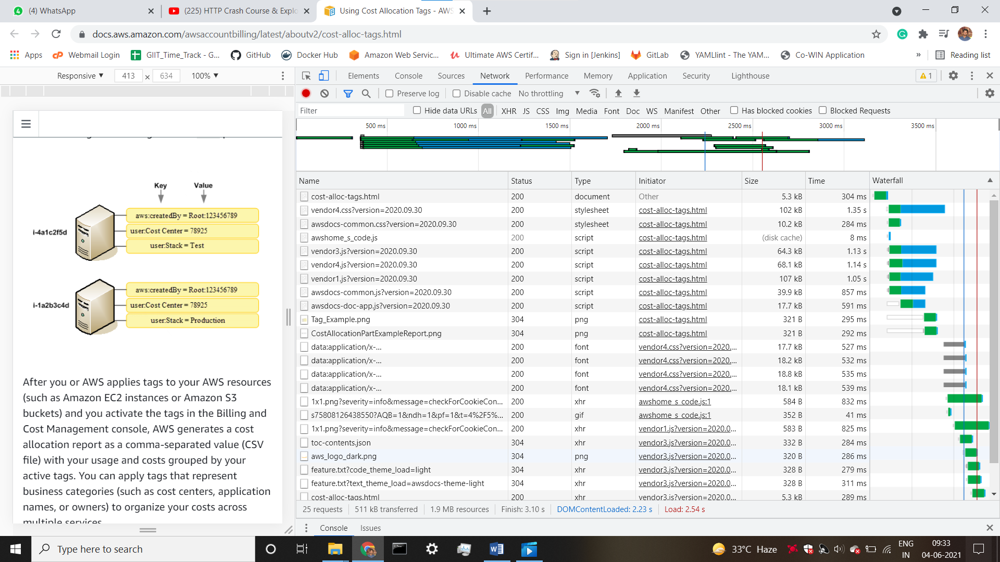 (4) WhatsApp
(225) HTTP Crash Course & Explo
Using Cost Allocation Tags - AWS
docs.aws.amazon.com/awsaccountbilling/latest/aboutv2/cost-alloc-tags.html
Apps
Webmail Login
GIIT_Time_Track - G...
GitHub
Docker Hub
Amazon Web Servic...
Ultimate AWS Certif...
Sign in [Jenkins]
GitLab
YAMLlint - The YAM...
Co-WIN Application
»
Reading list
Responsive ▼ 413 × 634 100% ▼
Elements Console Sources Network Performance Memory Application Security Lighthouse 1
Preserve log Disable cache No throttling ▼
Filter Hide data URLs All XHR JS CSS Img Media Font Doc WS Manifest Other Has blocked cookies Blocked Requests
500 ms 1000 ms 1500 ms 2000 ms 2500 ms 3000 ms 3500 ms
Key Value
i-4a1c2f5d
aws:createdBy = Root:123456789
user:Cost Center = 78925
user:Stack = Test
i-1a2b3c4d
aws:createdBy = Root:123456789
user:Cost Center = 78925
user:Stack = Production
After you or AWS applies tags to your AWS resources
(such as Amazon EC2 instances or Amazon S3
buckets) and you activate the tags in the Billing and
Cost Management console, AWS generates a cost
allocation report as a comma-separated value (CSV
file) with your usage and costs grouped by your
active tags. You can apply tags that represent
business categories (such as cost centers, application
names, or owners) to organize your costs across
multiple services.
Name Status Type Initiator Size Time Waterfall
cost-alloc-tags.html 200 document Other 5.3 kB 304 ms
vendor4.css?version=2020.09.30 200 stylesheet cost-alloc-tags.html 102 kB 1.35 s
awsdocs-common.css?version=2020.09.30 200 stylesheet cost-alloc-tags.html 10.2 kB 284 ms
awshome_s_code.js 200 script cost-alloc-tags.html (disk cache) 8 ms
vendor3.js?version=2020.09.30 200 script cost-alloc-tags.html 64.3 kB 1.13 s
vendor4.js?version=2020.09.30 200 script cost-alloc-tags.html 68.1 kB 1.14 s
vendor1.js?version=2020.09.30 200 script cost-alloc-tags.html 107 kB 1.05 s
awsdocs-common.js?version=2020.09.30 200 script cost-alloc-tags.html 39.9 kB 857 ms
awsdocs-doc-app.js?version=2020.09.30 200 script cost-alloc-tags.html 17.7 kB 591 ms
Tag_Example.png 304 png cost-alloc-tags.html 321 B 295 ms
CostAllocationPartExampleReport.png 304 png cost-alloc-tags.html 321 B 292 ms
data:application/x-... 200 font vendor4.css?version=2020.... 17.7 kB 527 ms
data:application/x-... 200 font vendor4.css?version=2020.... 18.2 kB 532 ms
data:application/x-... 200 font vendor4.css?version=2020.... 18.8 kB 535 ms
data:application/x-... 200 font vendor4.css?version=2020.... 18.1 kB 539 ms
1x1.png?severity=info&message=checkForCookieCon... 200 xhr awshome_s_code.js:1 584 B 832 ms
s75808126438550?AQB=1&ndh=1&pf=1&t=4%2F5%... 200 gif awshome_s_code.js:1 352 B 41 ms
1x1.png?severity=info&message=checkForCookieCon... 200 xhr vendor1.js?version=2020.0... 583 B 825 ms
toc-contents.json 304 xhr vendor3.js?version=2020.0... 332 B 284 ms
aws_logo_dark.png 304 png vendor3.js?version=2020.0... 320 B 286 ms
feature.txt?code_theme_load=light 304 xhr vendor3.js?version=2020.0... 328 B 279 ms
feature.txt?text_theme_load=awsdocs-theme-light 304 xhr vendor3.js?version=2020.0... 328 B 311 ms
cost-alloc-tags.html 200 xhr vendor3.js?version=2020.0... 5.3 kB 289 ms
25 requests 511 kB transferred 1.9 MB resources Finish: 3.10 s DOMContentLoaded: 2.23 s Load: 2.54 s
Console Issues
Type here to search
33°C Haze
ENG
IN
09:33
04-06-2021